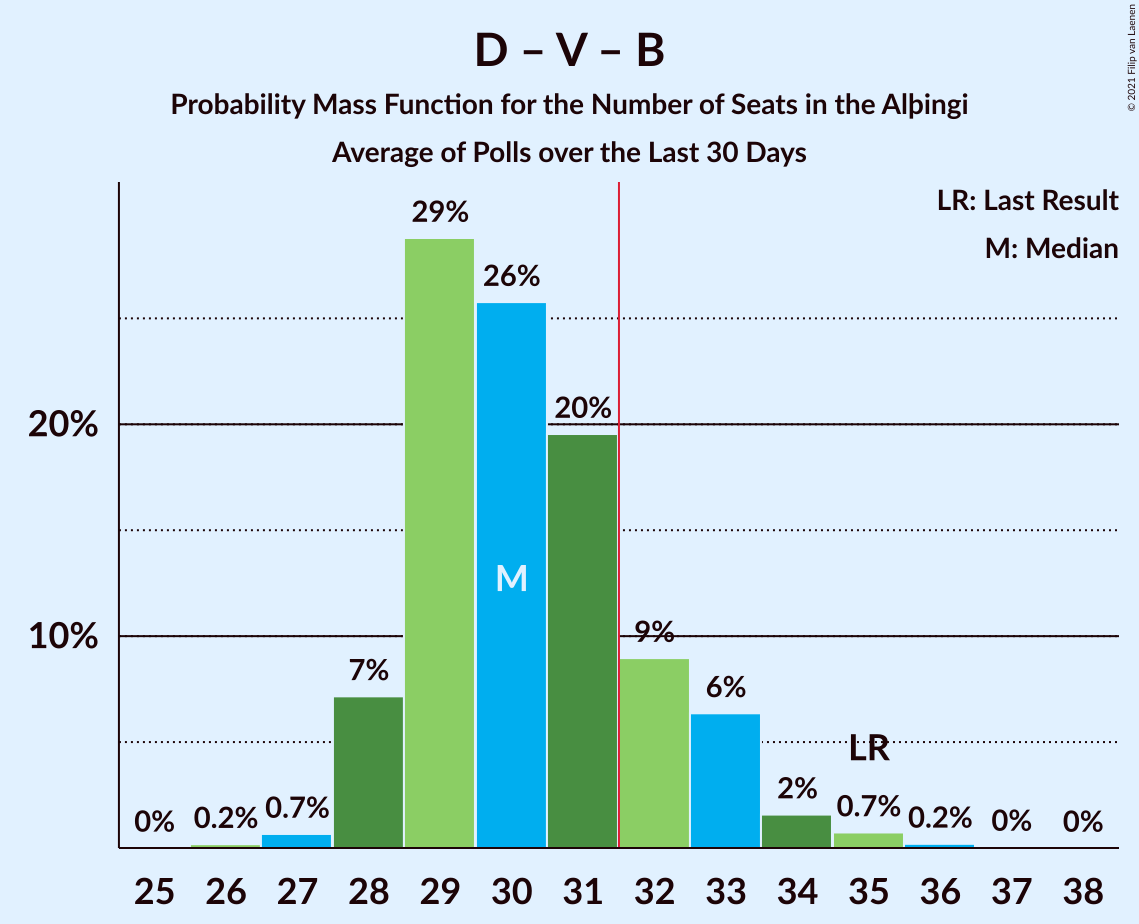 D – V – B
Probability Mass Function for the Number of Seats in the Alþingi
Average of Polls over the Last 30 Days
© 2021 Filip van Laenen
LR: Last Result
M: Median
29%
26%
20%
20%
M
10%
9%
7%
6%
LR
2%
0%
0.2%
0.7%
0.7%
0.2%
0%
0%
25 26 27 28 29 30 31 32 33 34 35 36 37 38